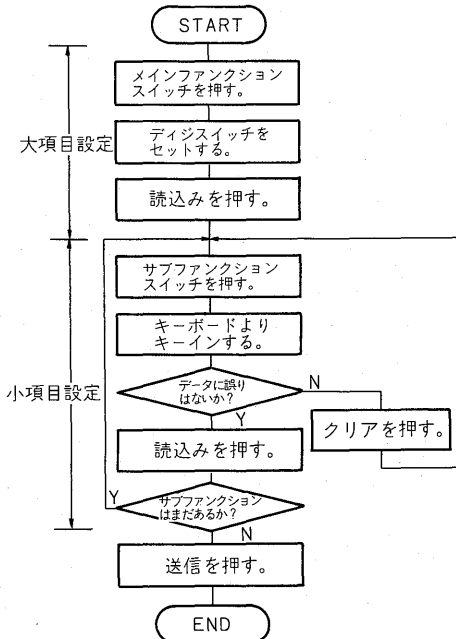 START
メインファンクション
スイッチを押す。
大項目設定
ディジスイッチを
セットする。
読込みを押す。
サブファンクション
スイッチを押す。
キーボードより
キーインする。
小項目設定
データに誤り
はないか?
N
Y
クリアを押す。
読込みを押す。
Y
サブファンクション
はまだあるか?
N
送信を押す。
END